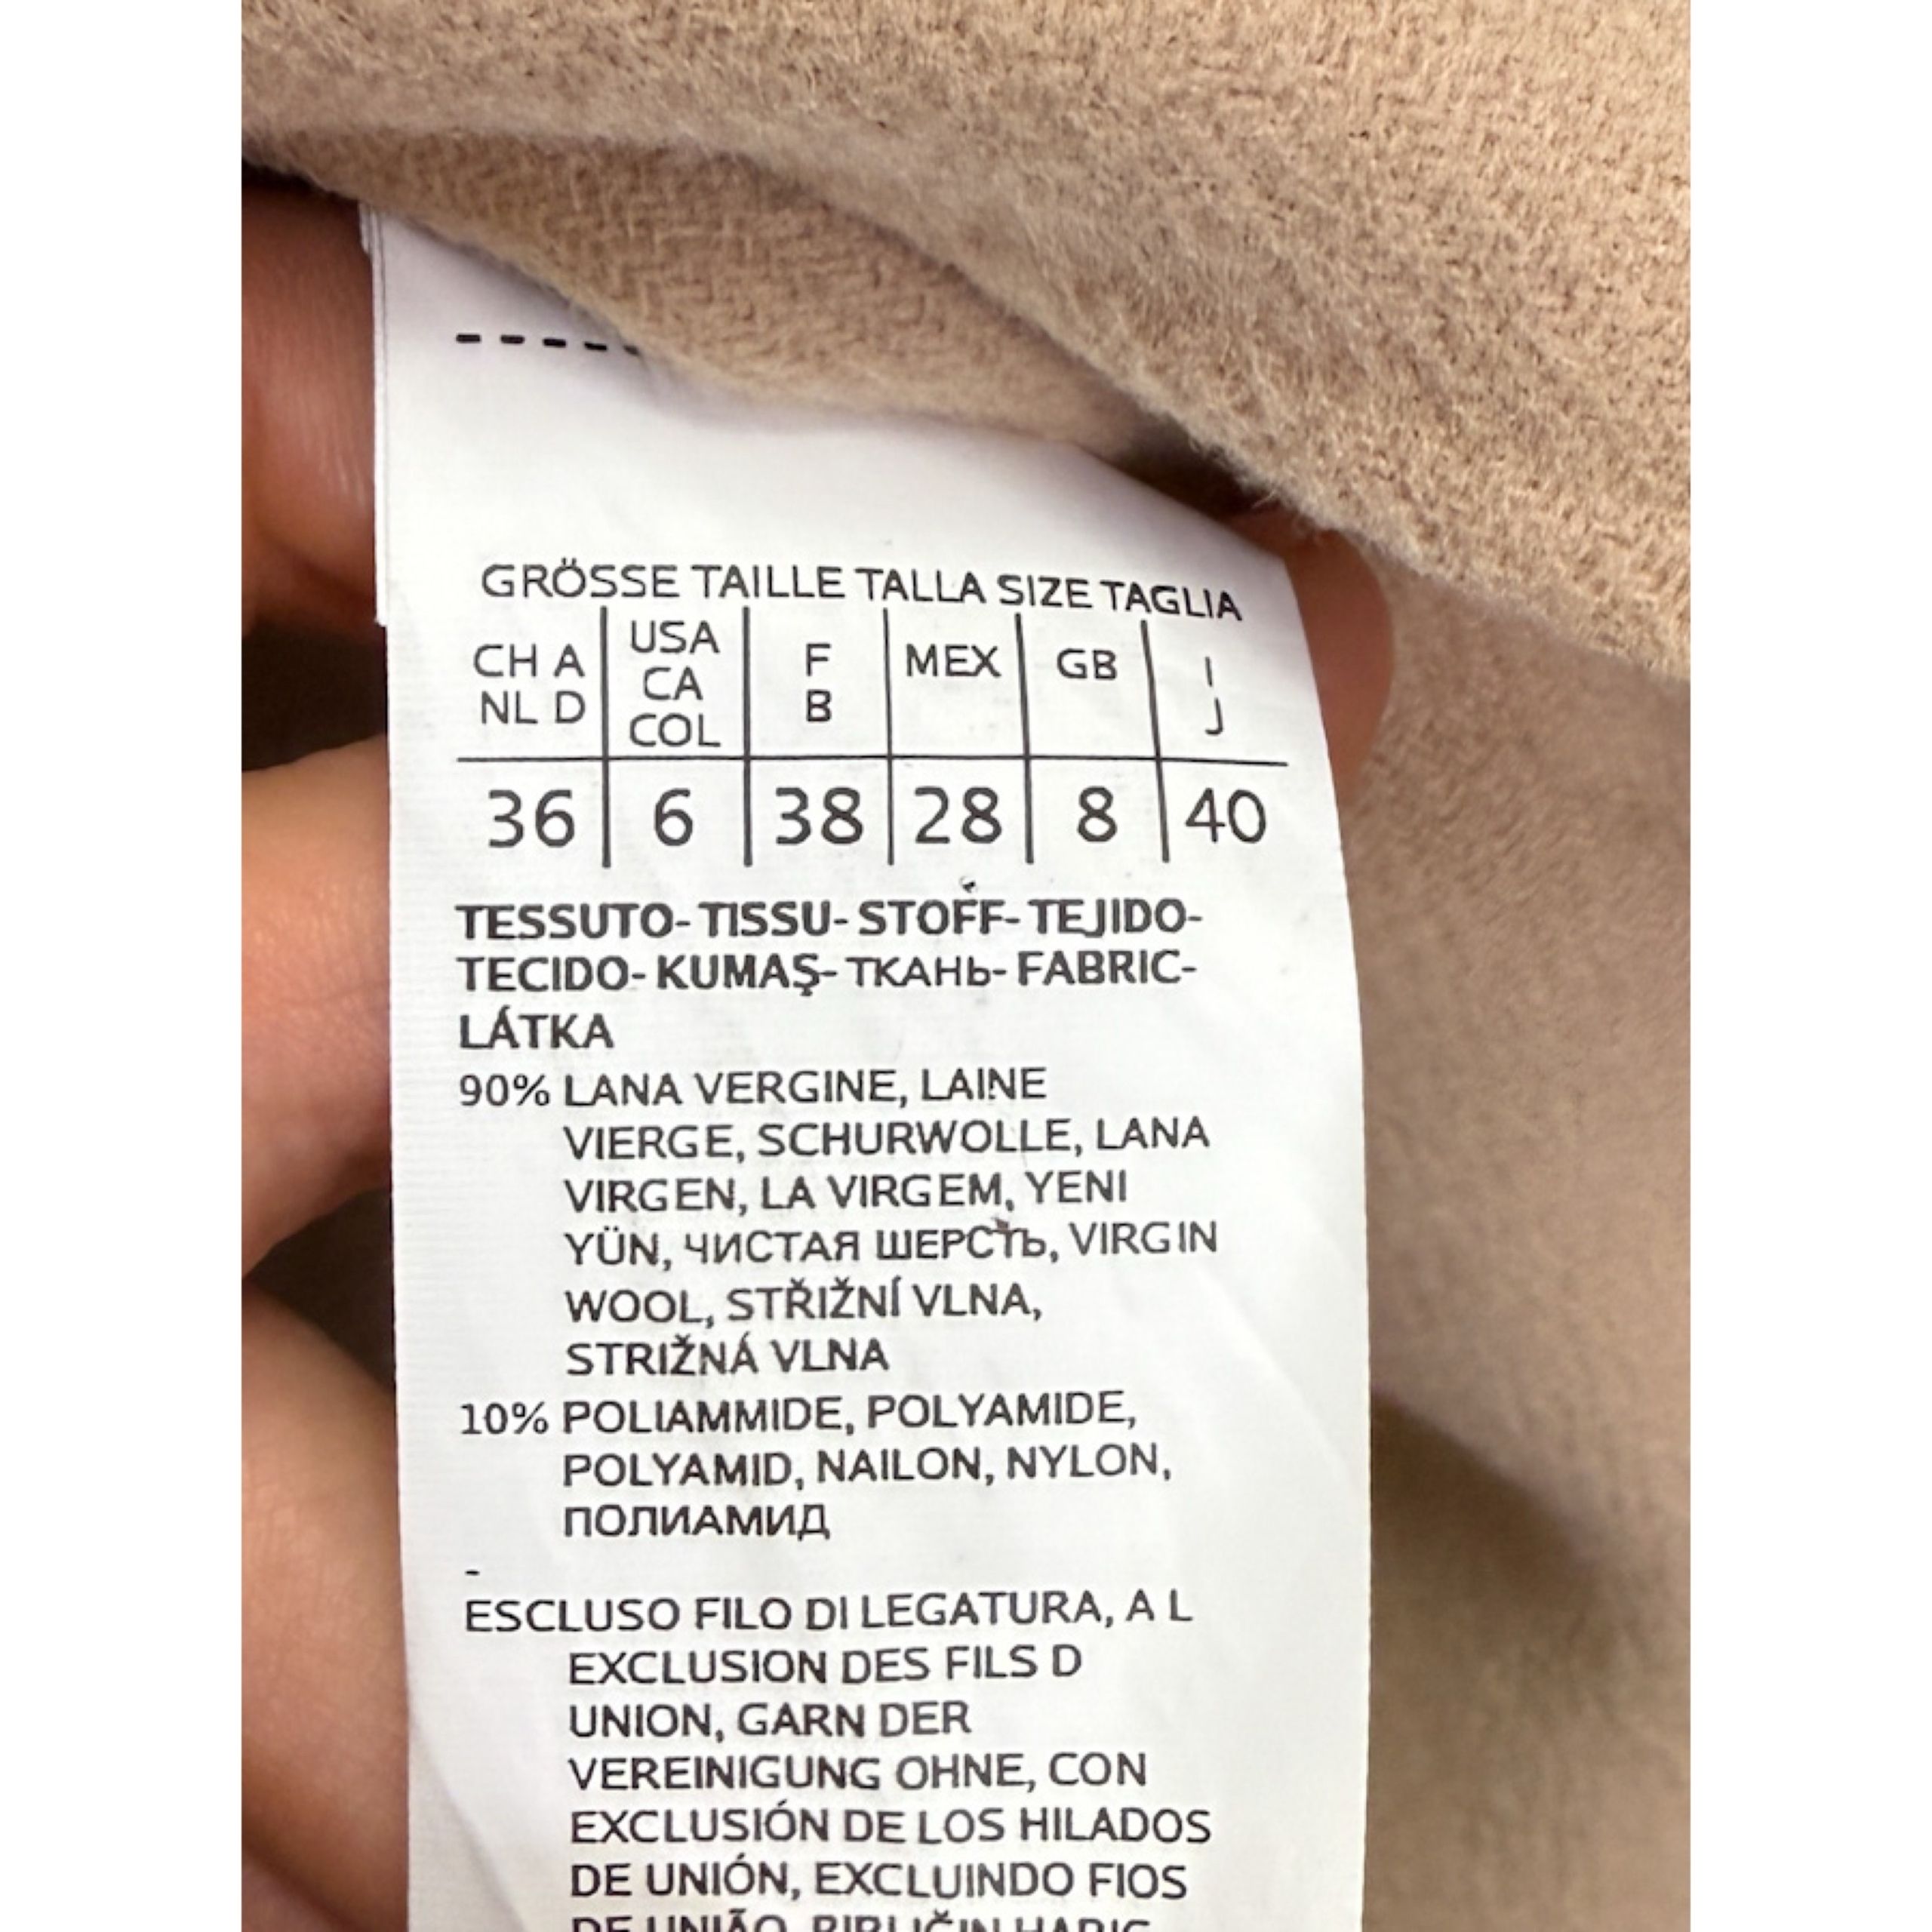 GRÖSSE TAILLE TALLA SIZE TAGLIA
CH A NL D | USA CA COL | F B | MEX | GB | I J
36 | 6 | 38 | 28 | 8 | 40
TESSUTO-TISSU-STOFF-TEJIDO-
TECIDO-KUMAŞ-ТКАНЬ-FABRIC-
LÁTKA
90% LANA VERGINE, LAINE
VIERGE, SCHURWOLLE, LANA
VIRGEN, LA VIRGEM, YENI
YÜN, ЧИСТАЯ ШЕРСТЬ, VIRGIN
WOOL, STŘIŽNÍ VLNA,
STRIŽNÁ VLNA
10% POLIAMMIDE, POLYAMIDE,
POLYAMID, NAILON, NYLON,
ПОЛИАМИД
-
ESCLUSO FILO DI LEGATURA, A L
EXCLUSION DES FILS D
UNION, GARN DER
VEREINIGUNG OHNE, CON
EXCLUSIÓN DE LOS HILADOS
DE UNIÓN, EXCLUINDO FIOS
DE UNIÃO,